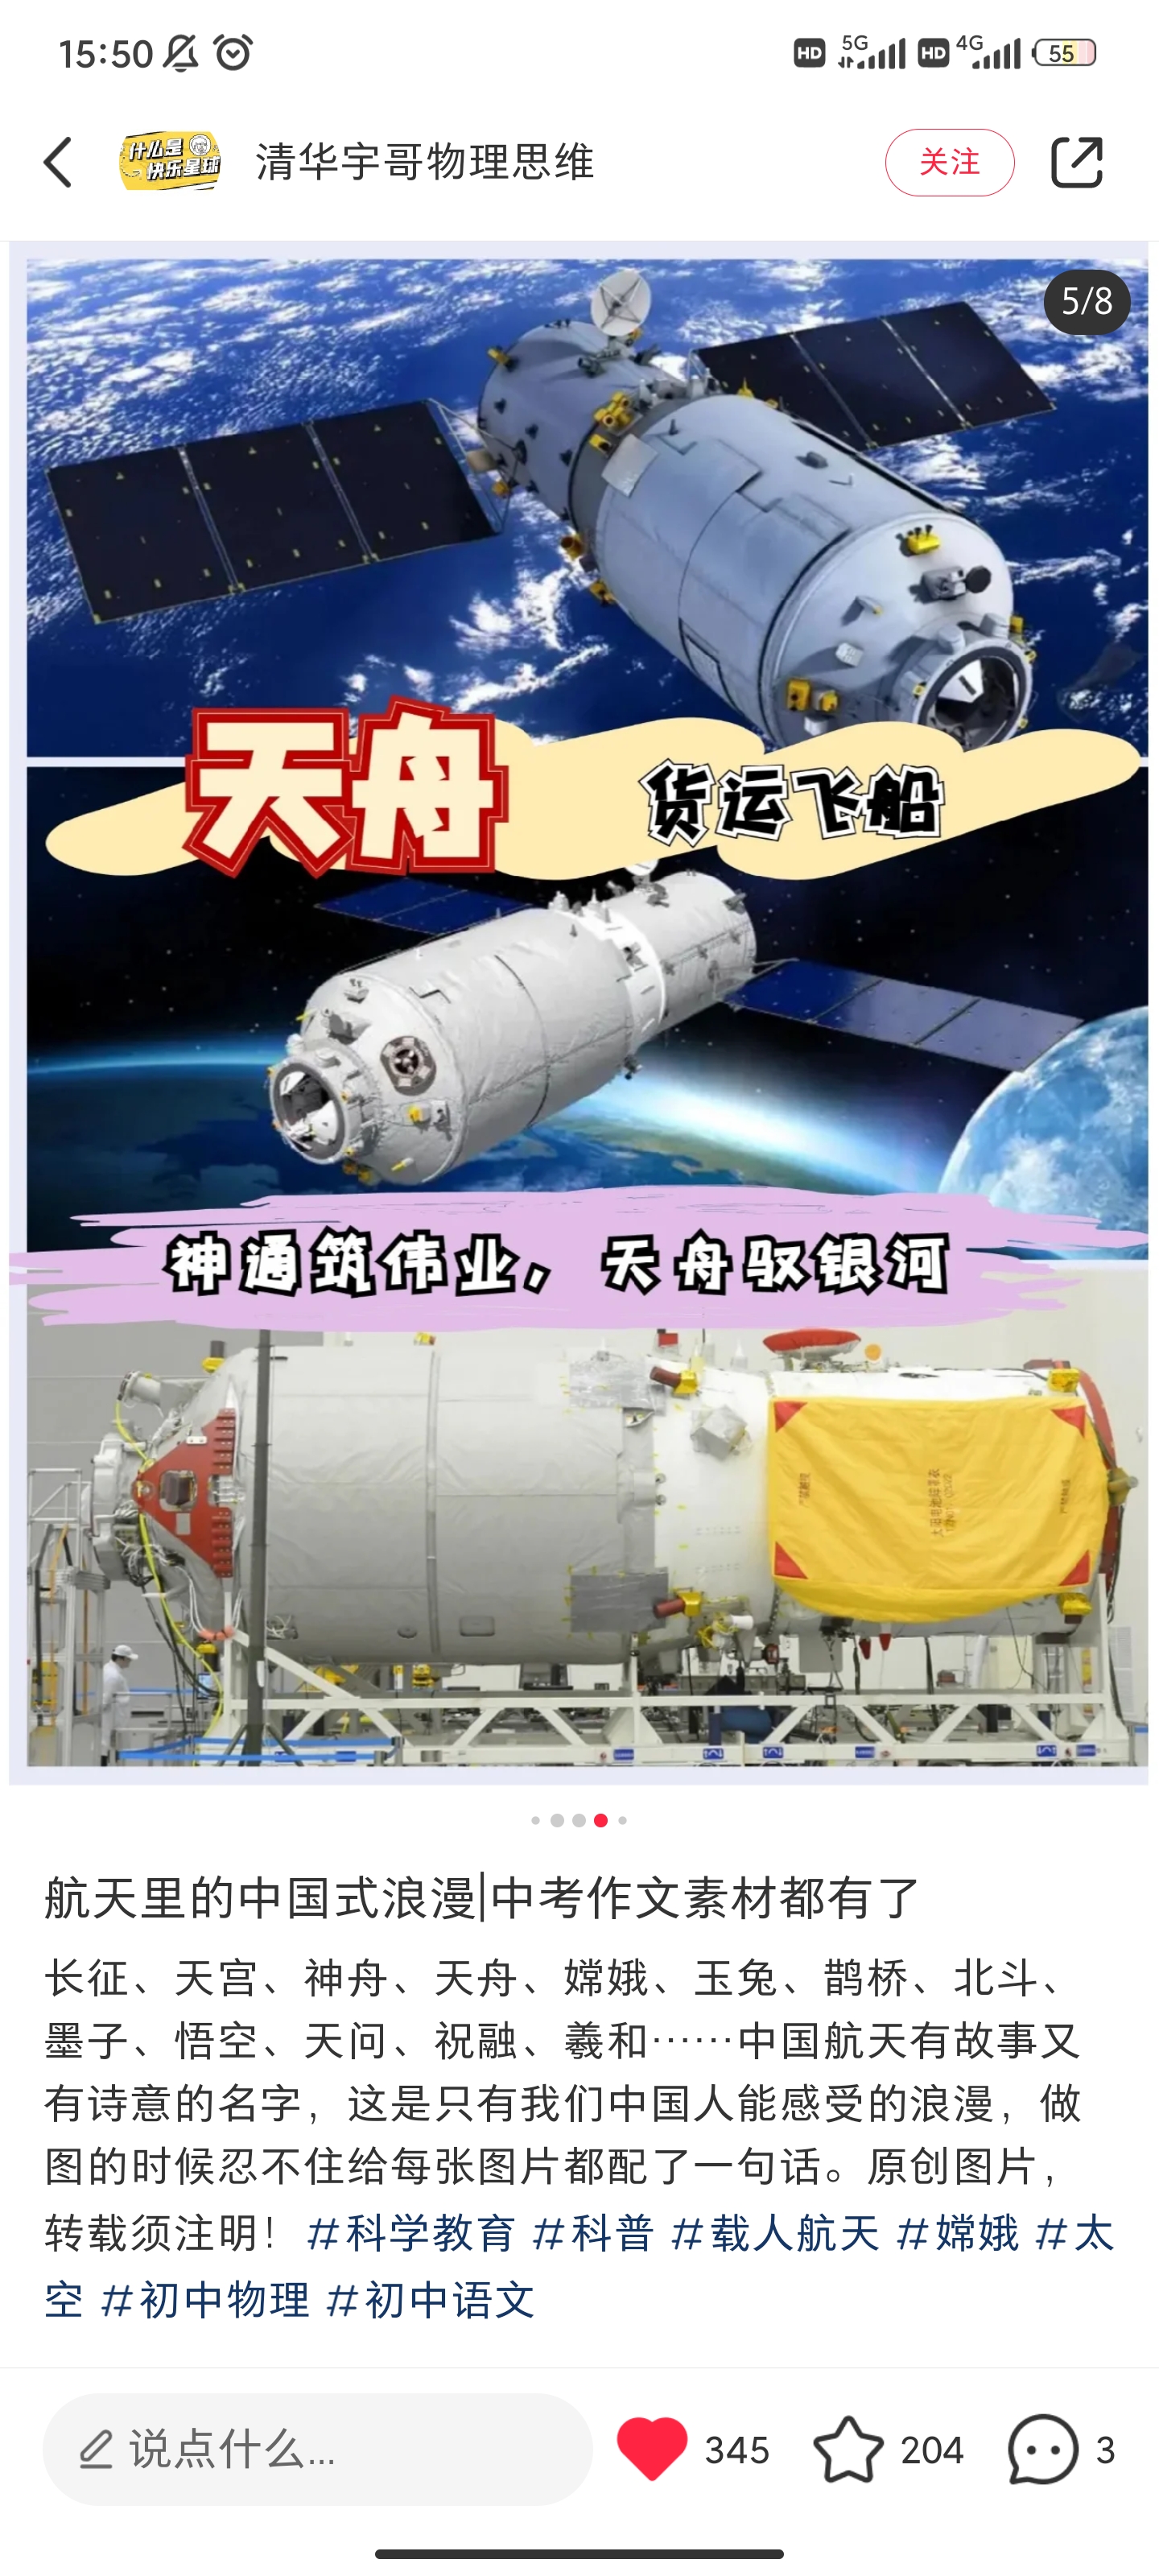 15:50
HD 5G HD 4G 55
什么是
快乐星球
清华宇哥物理思维
关注
5/8
天舟 货运飞船
神通筑伟业，天舟驭银河
航天里的中国式浪漫|中考作文素材都有了
长征、天宫、神舟、天舟、嫦娥、玉兔、鹊桥、北斗、
墨子、悟空、天问、祝融、羲和……中国航天有故事又
有诗意的名字，这是只有我们中国人能感受的浪漫，做
图的时候忍不住给每张图片都配了一句话。原创图片，
转载须注明！#科学教育 #科普 #载人航天 #嫦娥 #太
空 #初中物理 #初中语文
说点什么...
345
204
3